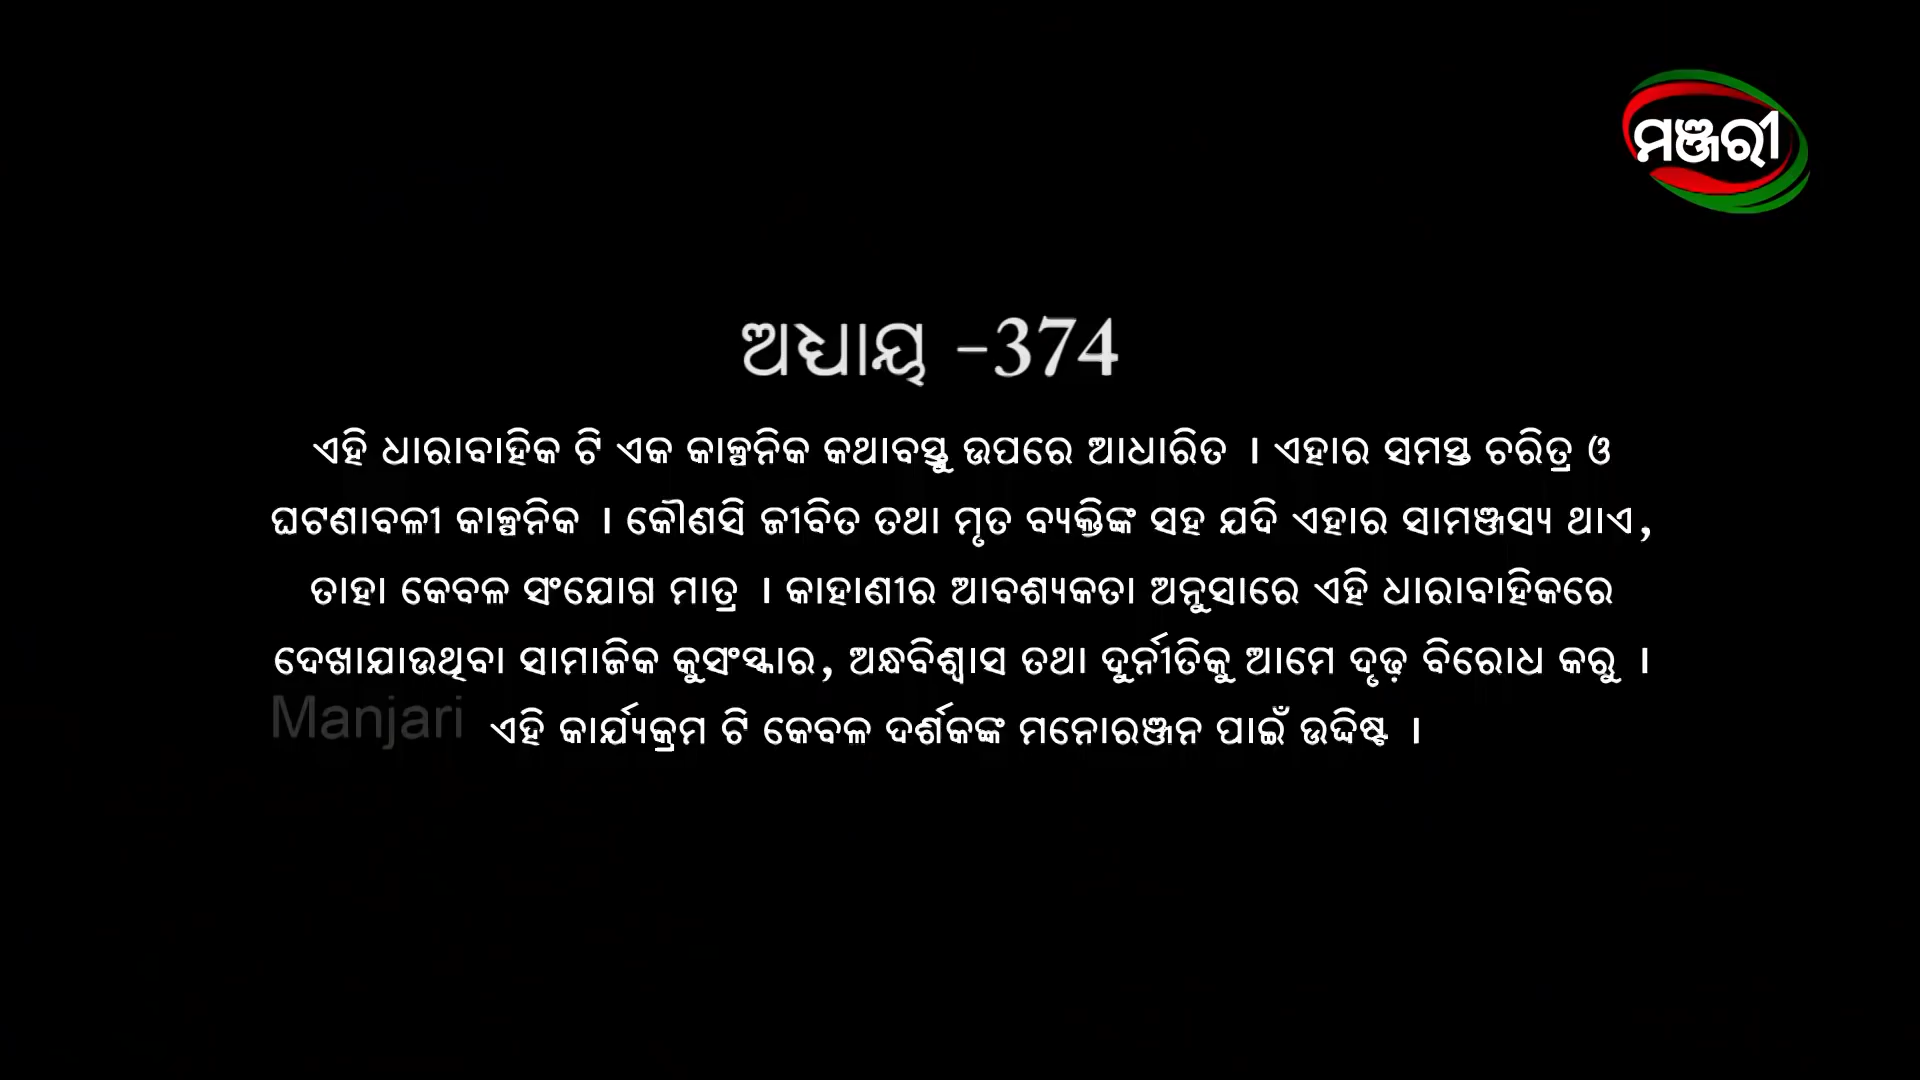 ମଞ୍ଜରୀ
ଅଧ୍ୟାୟ -374
ଏହି ଧାରାବାହିକ ଟି ଏକ କାଳ୍ପନିକ କଥାବସ୍ତୁ ଉପରେ ଆଧାରିତ । ଏହାର ସମସ୍ତ ଚରିତ୍ର ଓ
ଘଟଣାବଳୀ କାଳ୍ପନିକ । କୌଣସି ଜୀବିତ ତଥା ମୃତ ବ୍ୟକ୍ତିଙ୍କ ସହ ଯଦି ଏହାର ସାମଞ୍ଜସ୍ୟ ଥାଏ,
ତାହା କେବଳ ସଂଯୋଗ ମାତ୍ର । କାହାଣୀର ଆବଶ୍ୟକତା ଅନୁସାରେ ଏହି ଧାରାବାହିକରେ
ଦେଖାଯାଉଥିବା ସାମାଜିକ କୁସଂସ୍କାର, ଅନ୍ଧବିଶ୍ୱାସ ତଥା ଦୁର୍ନୀତିକୁ ଆମେ ଦୃଢ଼ ବିରୋଧ କରୁ ।
ଏହି କାର୍ଯ୍ୟକ୍ରମ ଟି କେବଳ ଦର୍ଶକଙ୍କ ମନୋରଞ୍ଜନ ପାଇଁ ଉଦ୍ଦିଷ୍ଟ ।
Manjari